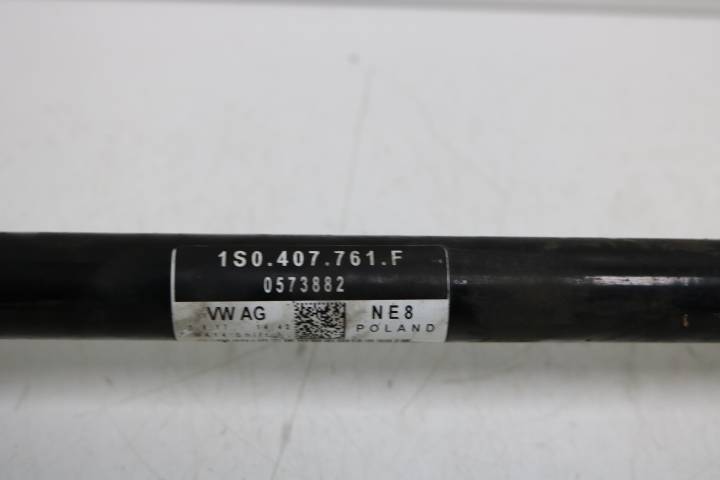 1S0.407.761.F
0573882
VW AG
NE8
POLAND